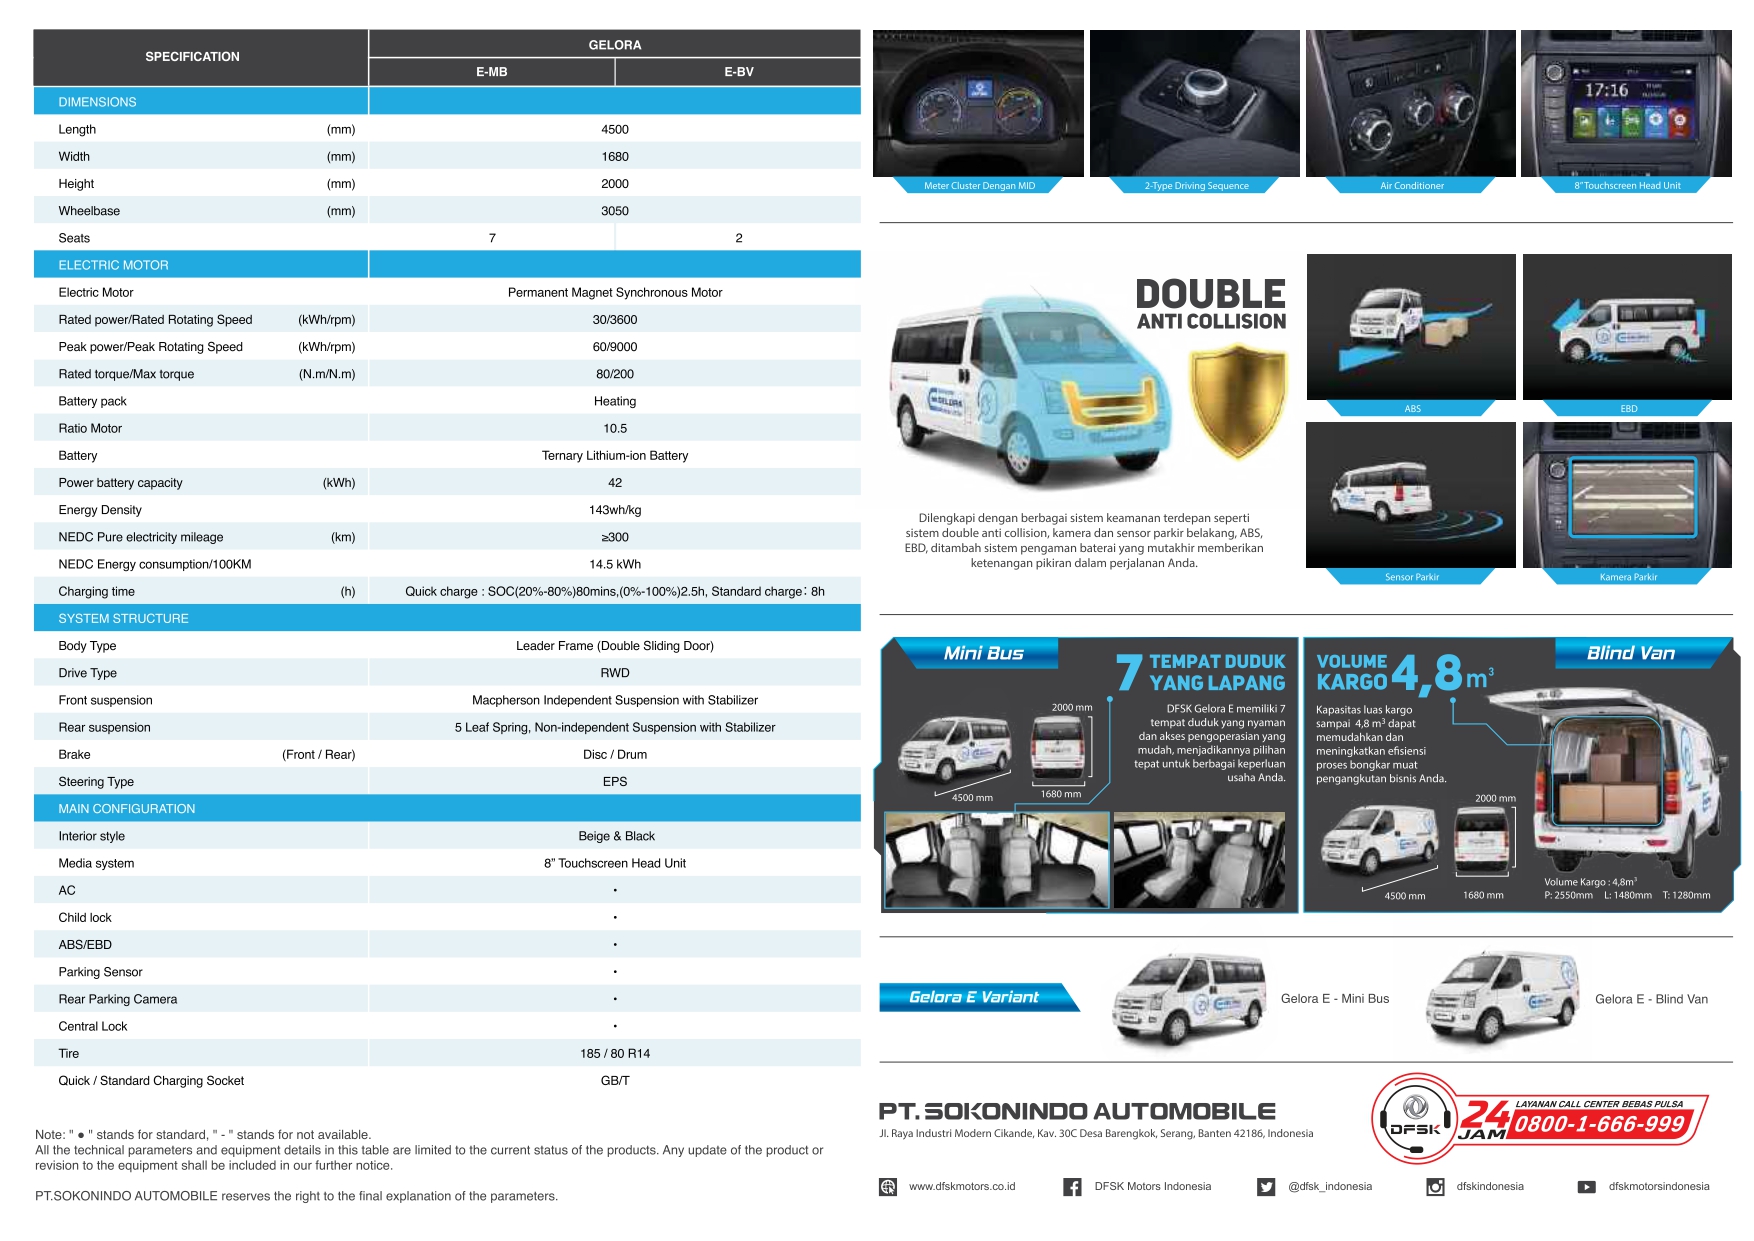 SPECIFICATION
GELORA
E-MB E-BV
DIMENSIONS
Length (mm) 4500
Width (mm) 1680
Height (mm) 2000
Wheelbase (mm) 3050
Seats 7 2
ELECTRIC MOTOR
Electric Motor Permanent Magnet Synchronous Motor
Rated power/Rated Rotating Speed (kWh/rpm) 30/3600
Peak power/Peak Rotating Speed (kWh/rpm) 60/9000
Rated torque/Max torque (N.m/N.m) 80/200
Battery pack Heating
Ratio Motor 10.5
Battery Ternary Lithium-ion Battery
Power battery capacity (kWh) 42
Energy Density 143wh/kg
NEDC Pure electricity mileage (km) ≥300
NEDC Energy consumption/100KM 14.5 kWh
Charging time (h) Quick charge : SOC(20%-80%)80mins,(0%-100%)2.5h, Standard charge：8h
SYSTEM STRUCTURE
Body Type Leader Frame (Double Sliding Door)
Drive Type RWD
Front suspension Macpherson Independent Suspension with Stabilizer
Rear suspension 5 Leaf Spring, Non-independent Suspension with Stabilizer
Brake (Front / Rear) Disc / Drum
Steering Type EPS
MAIN CONFIGURATION
Interior style Beige & Black
Media system 8” Touchscreen Head Unit
AC •
Child lock •
ABS/EBD •
Parking Sensor •
Rear Parking Camera •
Central Lock •
Tire 185 / 80 R14
Quick / Standard Charging Socket GB/T
Note: " ● " stands for standard, " - " stands for not available.
All the technical parameters and equipment details in this table are limited to the current status of the products. Any update of the product or
revision to the equipment shall be included in our further notice.
PT.SOKONINDO AUTOMOBILE reserves the right to the final explanation of the parameters.
17:16
Meter Cluster Dengan MID
2-Type Driving Sequence
Air Conditioner
8” Touchscreen Head Unit
DOUBLE
ANTI COLLISION
GELORA
Dilengkapi dengan berbagai sistem keamanan terdepan seperti
sistem double anti collision, kamera dan sensor parkir belakang, ABS,
EBD, ditambah sistem pengaman baterai yang mutakhir memberikan
ketenangan pikiran dalam perjalanan Anda.
ABS
EBD
Sensor Parkir
Kamera Parkir
Mini Bus
7 TEMPAT DUDUK
YANG LAPANG
DFSK Gelora E memiliki 7
tempat duduk yang nyaman
dan akses pengoperasian yang
mudah, menjadikannya pilihan
tepat untuk berbagai keperluan
usaha Anda.
2000 mm
4500 mm
1680 mm
Blind Van
VOLUME
KARGO 4,8 m³
Kapasitas luas kargo
sampai 4,8 m³ dapat
memudahkan dan
meningkatkan efisiensi
proses bongkar muat
pengangkutan bisnis Anda.
2000 mm
4500 mm
1680 mm
Volume Kargo : 4,8m³
P: 2550mm L: 1480mm T: 1280mm
Gelora E Variant
Gelora E - Mini Bus
Gelora E - Blind Van
PT. SOKONINDO AUTOMOBILE
Jl. Raya Industri Modern Cikande, Kav. 30C Desa Barengkok, Serang, Banten 42186, Indonesia
DFSK
24
JAM
LAYANAN CALL CENTER BEBAS PULSA
0800-1-666-999
www.dfskmotors.co.id
DFSK Motors Indonesia
@dfsk_indonesia
dfskindonesia
dfskmotorsindonesia